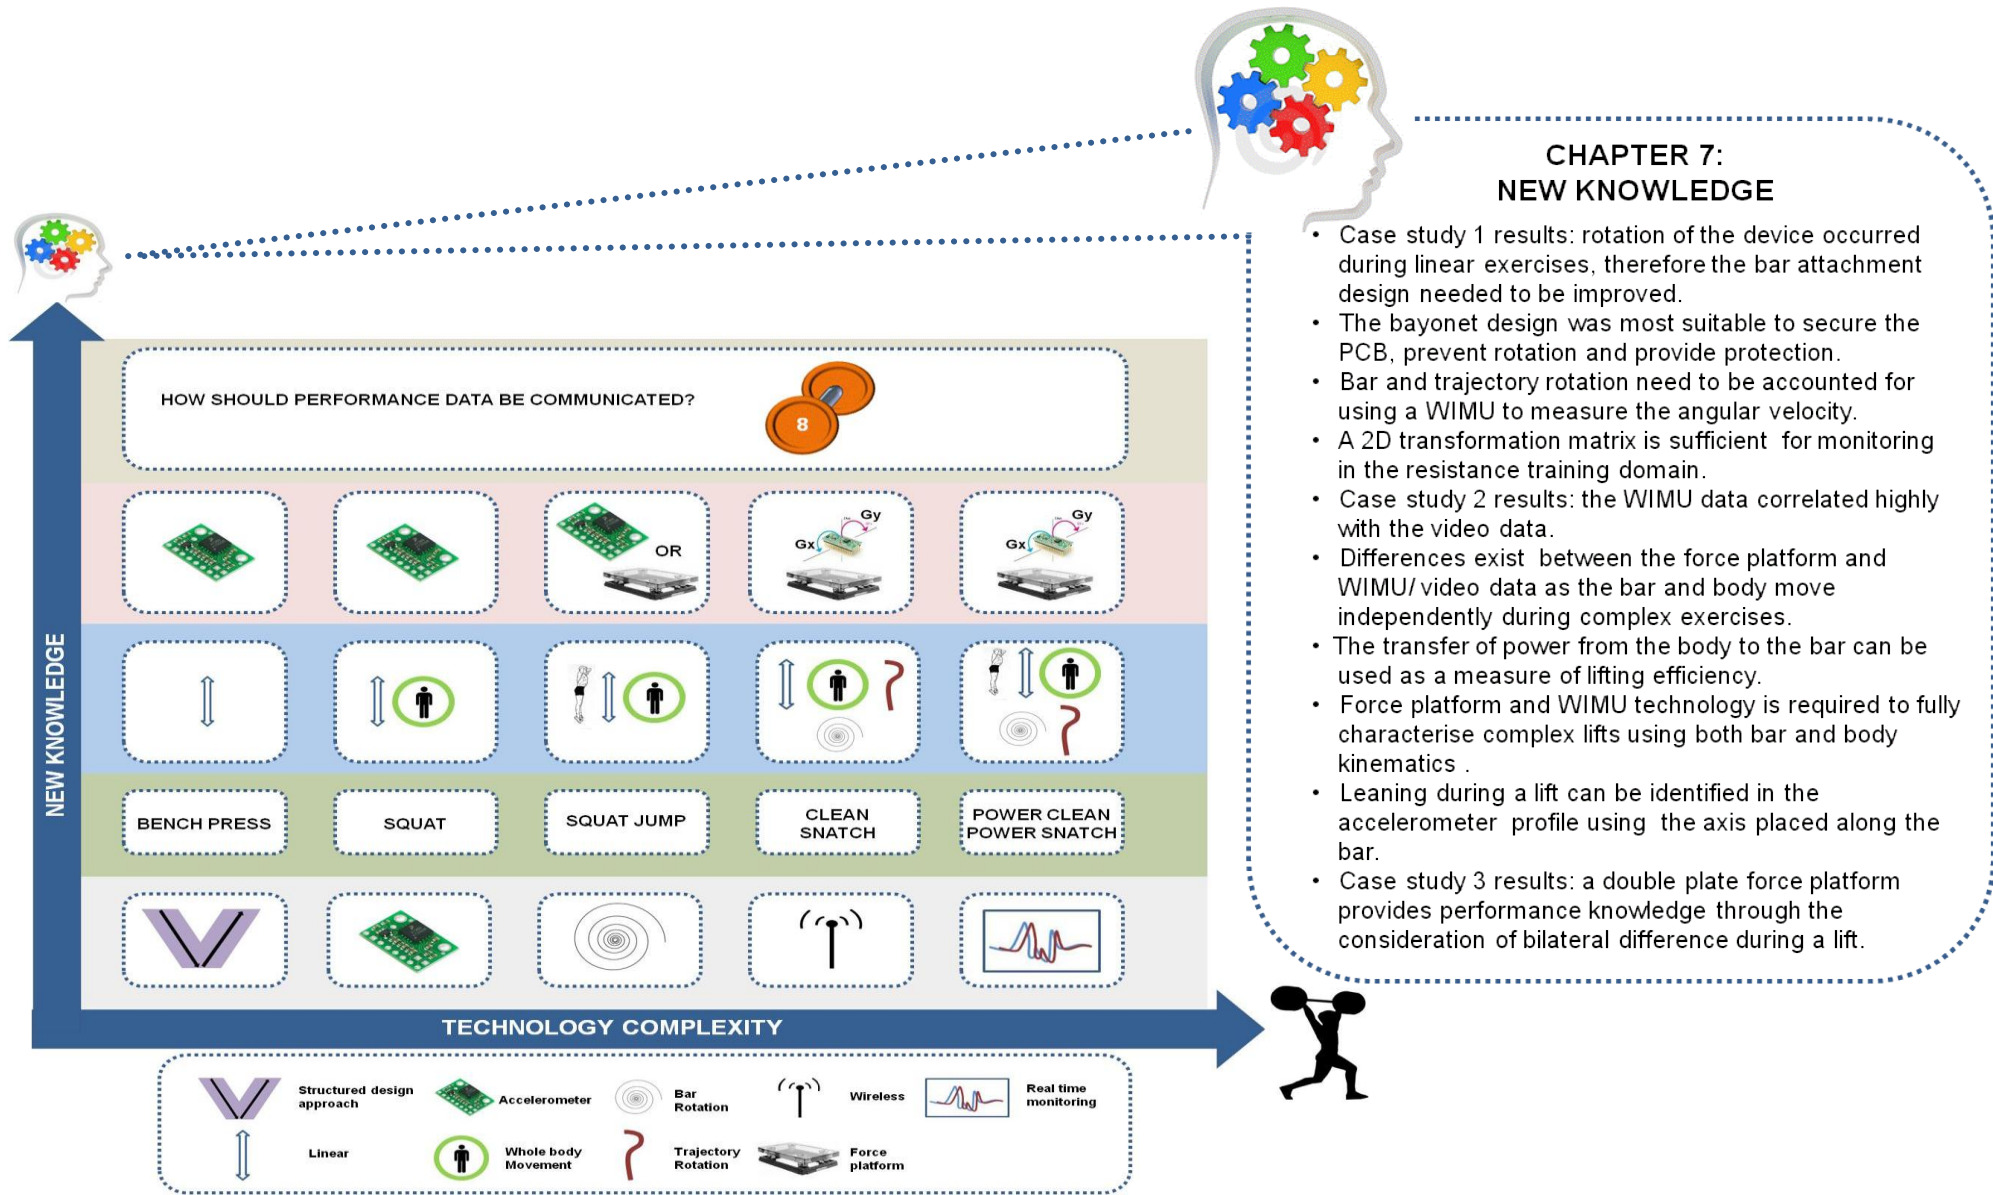 CHAPTER 7:
NEW KNOWLEDGE
• Case study 1 results: rotation of the device occurred
during linear exercises, therefore the bar attachment
design needed to be improved.
• The bayonet design was most suitable to secure the
PCB, prevent rotation and provide protection.
• Bar and trajectory rotation need to be accounted for
using a WIMU to measure the angular velocity.
• A 2D transformation matrix is sufficient for monitoring
in the resistance training domain.
• Case study 2 results: the WIMU data correlated highly
with the video data.
• Differences exist between the force platform and
WIMU/ video data as the bar and body move
independently during complex exercises.
• The transfer of power from the body to the bar can be
used as a measure of lifting efficiency.
• Force platform and WIMU technology is required to fully
characterise complex lifts using both bar and body
kinematics .
• Leaning during a lift can be identified in the
accelerometer profile using the axis placed along the
bar.
• Case study 3 results: a double plate force platform
provides performance knowledge through the
consideration of bilateral difference during a lift.
NEW KNOWLEDGE
HOW SHOULD PERFORMANCE DATA BE COMMUNICATED?
8
OR
Gy
Gx
Gy
Gx
BENCH PRESS
SQUAT
SQUAT JUMP
CLEAN
SNATCH
POWER CLEAN
POWER SNATCH
TECHNOLOGY COMPLEXITY
Structured design
approach
Accelerometer
Bar
Rotation
Wireless
Real time
monitoring
Linear
Whole body
Movement
Trajectory
Rotation
Force
platform